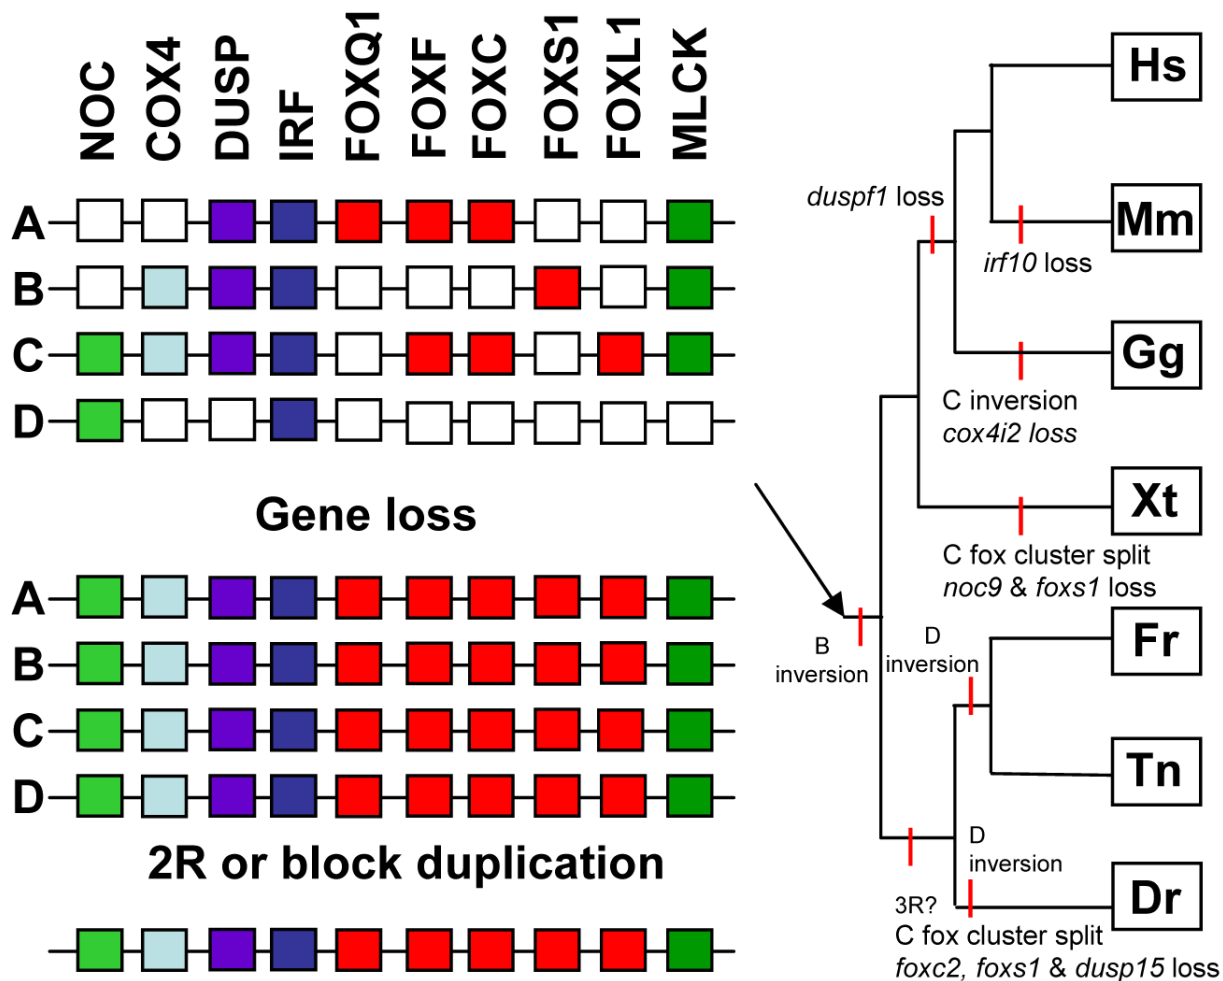 NOC
COX4
DUSP
IRF
FOXQ1
FOXF
FOXC
FOXS1
FOXL1
MLCK
A
B
C
D
Gene loss
A
B
C
D
2R or block duplication
Hs
duspf1 loss
Mm
irf10 loss
Gg
C inversion
cox4i2 loss
Xt
C fox cluster split
noc9 & foxs1 loss
B
inversion
D
inversion
Fr
Tn
D
inversion
Dr
3R?
C fox cluster split
foxc2, foxs1 & dusp15 loss